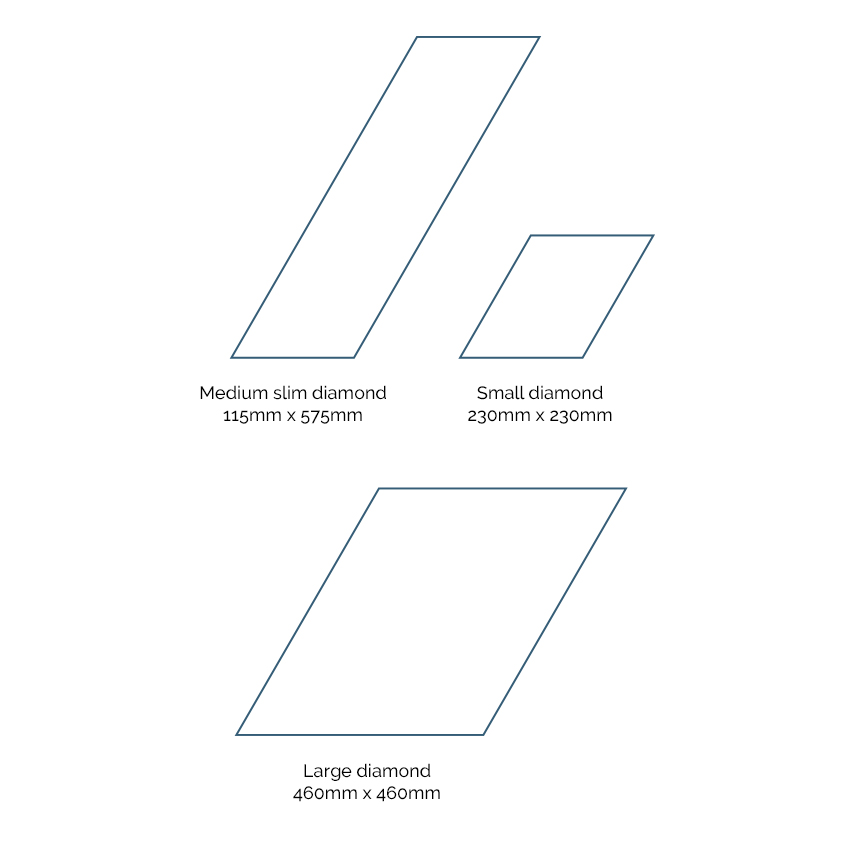 Medium slim diamond
115mm x 575mm
Small diamond
230mm x 230mm
Large diamond
460mm x 460mm